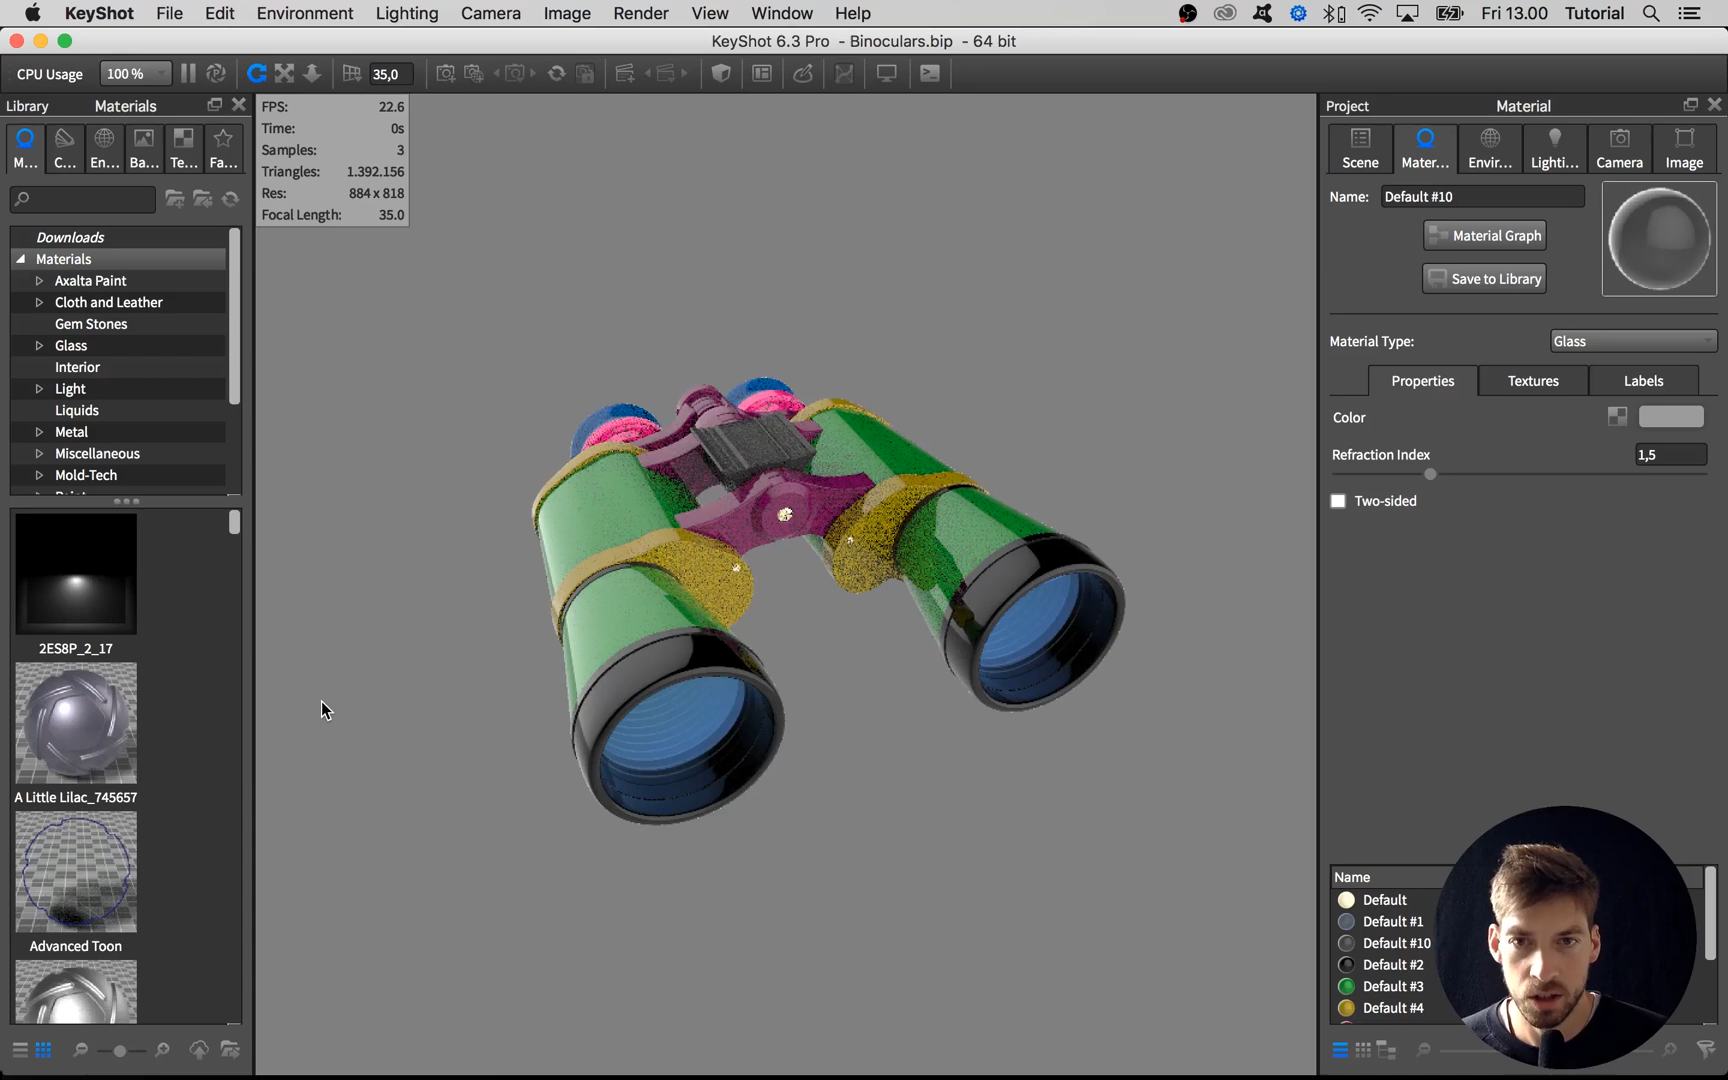 KeyShot File Edit Environment Lighting Camera Image Render View Window Help Fri 13.00 Tutorial
KeyShot 6.3 Pro - Binoculars.bip - 64 bit
CPU Usage 100 % 35,0
Library Materials
M... C... En... Ba... Te... Fa...
Downloads
Materials
Axalta Paint
Cloth and Leather
Gem Stones
Glass
Interior
Light
Liquids
Metal
Miscellaneous
Mold-Tech
2ES8P_2_17
A Little Lilac_745657
Advanced Toon
FPS: 22.6
Time: 0s
Samples: 3
Triangles: 1.392.156
Res: 884 x 818
Focal Length: 35.0
Project Material
Scene Mater... Envir... Lighti... Camera Image
Name: Default #10
Material Graph
Save to Library
Material Type: Glass
Properties Textures Labels
Color
Refraction Index 1,5
Two-sided
Name
Default
Default #1
Default #10
Default #2
Default #3
Default #4